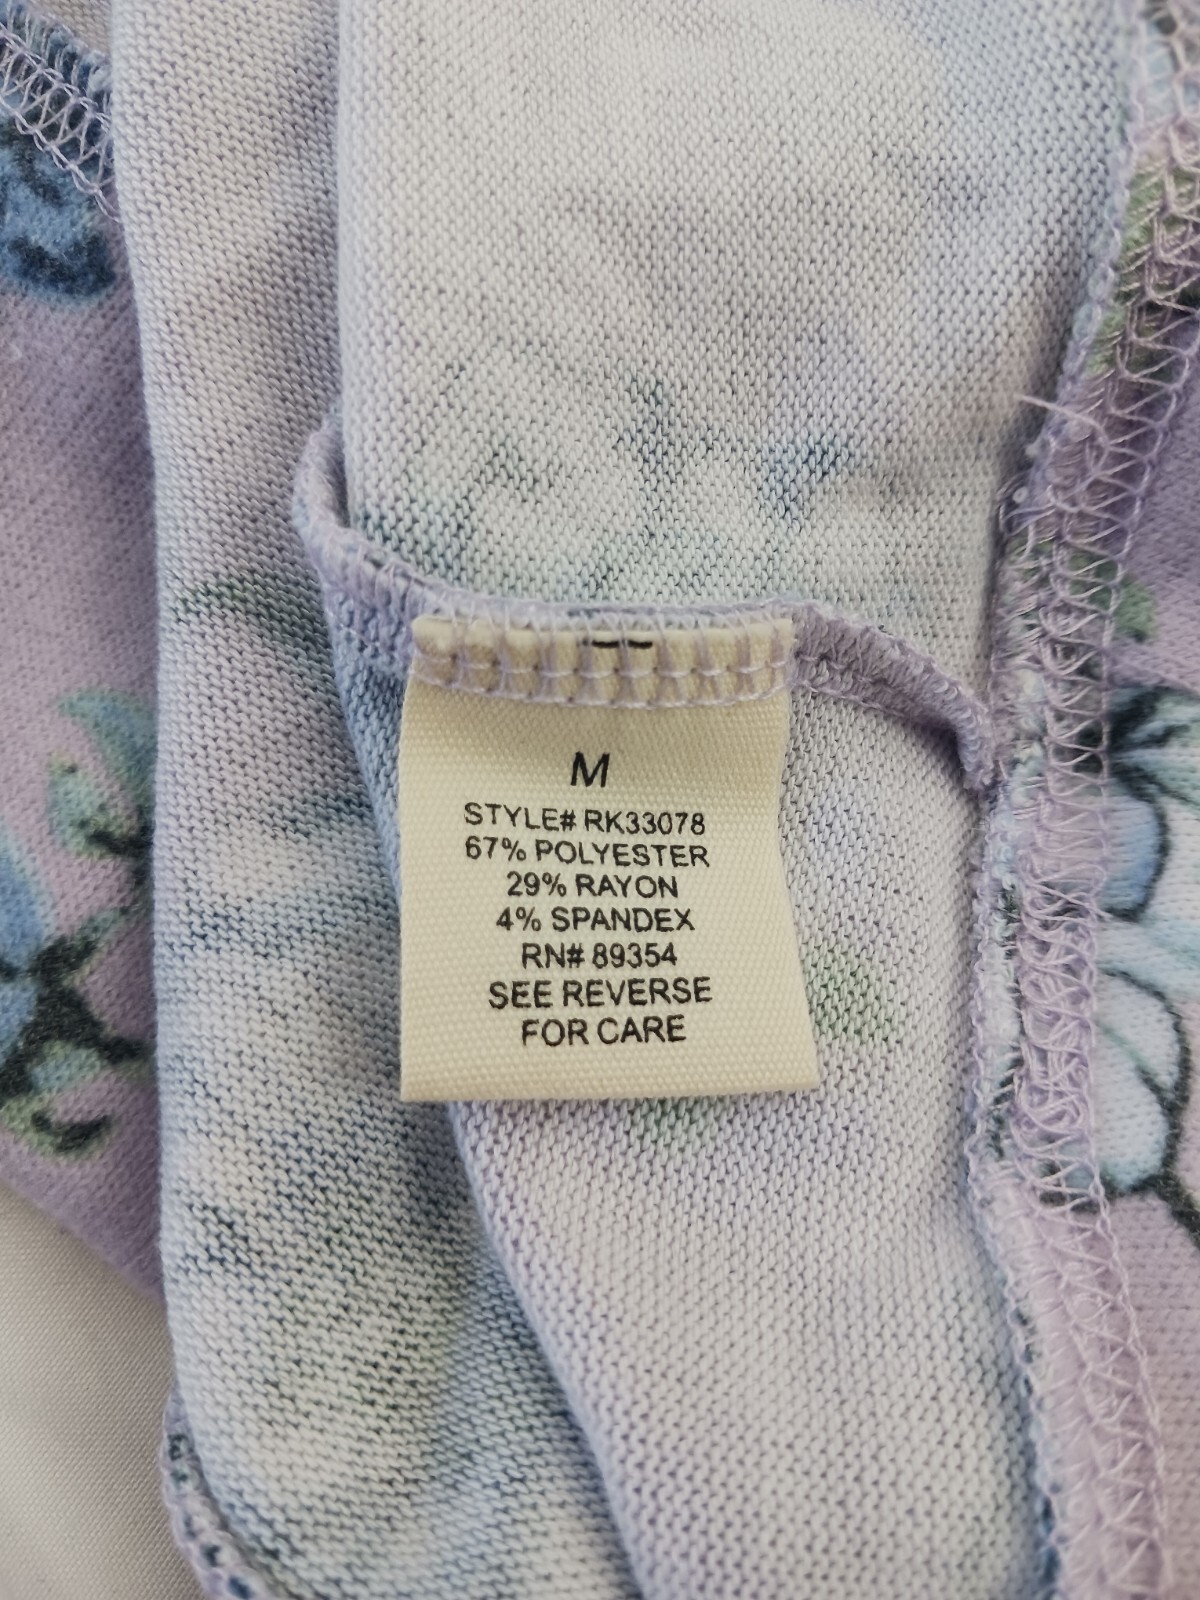 M
STYLE# RK33078
67% POLYESTER
29% RAYON
4% SPANDEX
RN# 89354
SEE REVERSE
FOR CARE